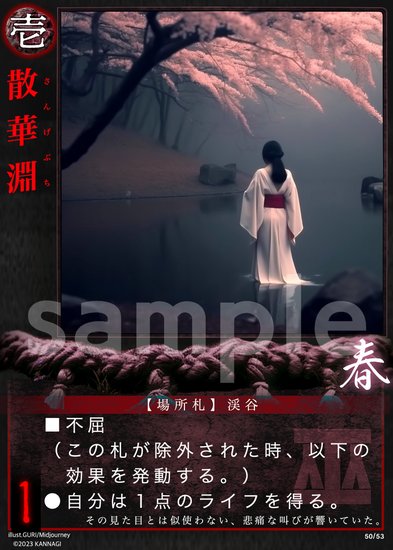 壱
散華淵
さんげぶち
sample
春
【場所札】渓谷
■不屈
（この札が除外された時、以下の
効果を発動する。）
●自分は１点のライフを得る。
1
その見た目とは似使わない、悲痛な叫びが響いていた。
illust.GURI/Midjourney
50/53
©2023 KANNAGI